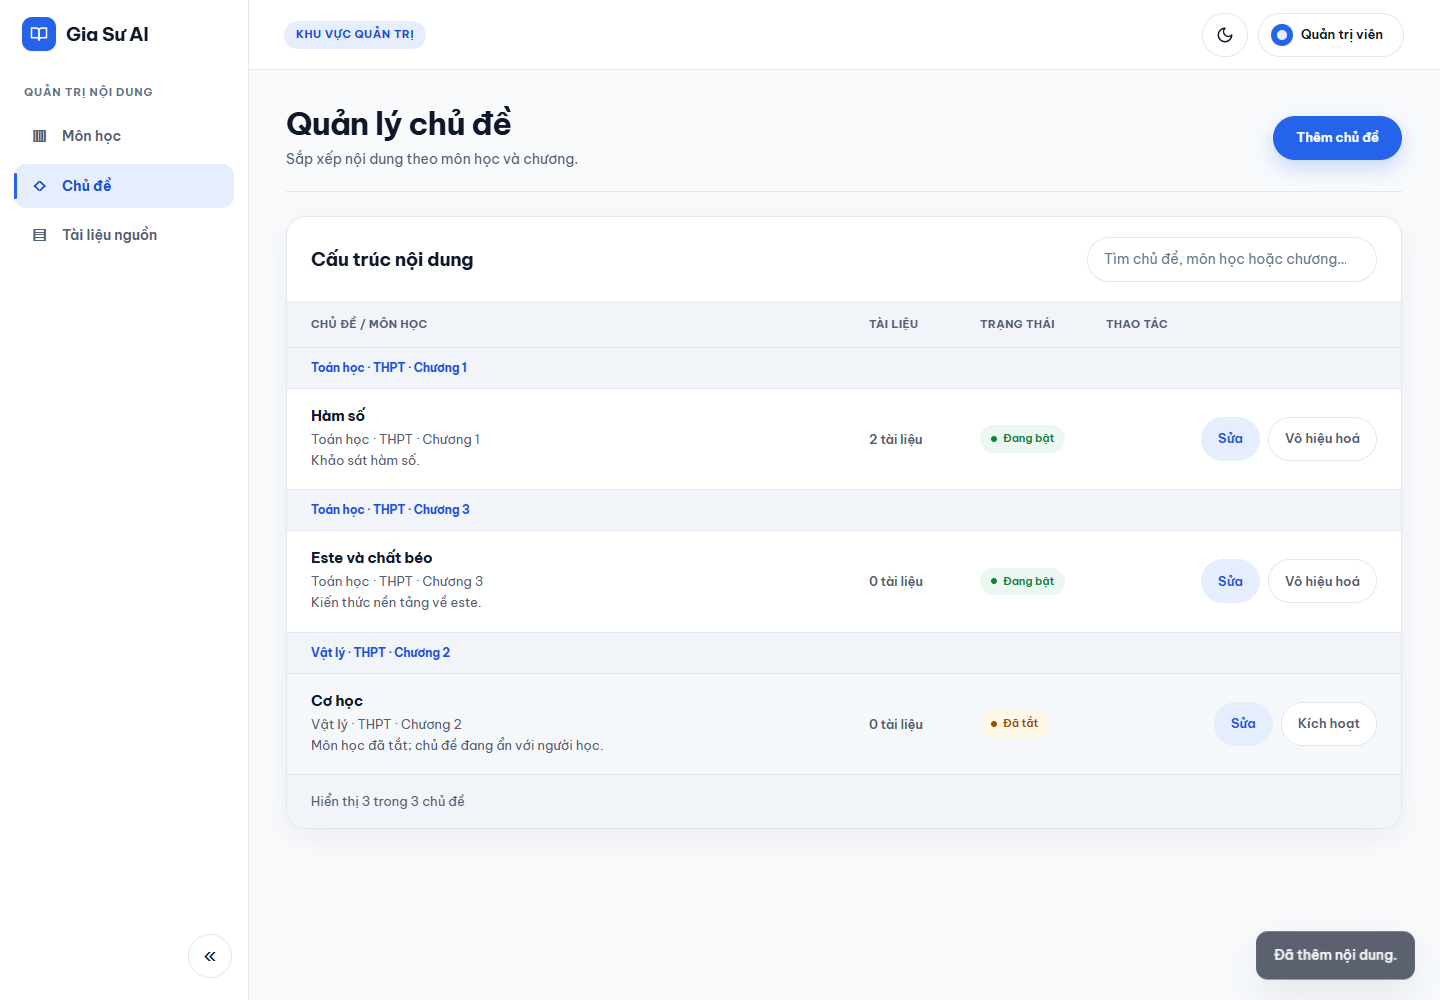 Gia Sư AI
KHU VỰC QUẢN TRỊ
Quản trị viên
QUẢN TRỊ NỘI DUNG
Môn học
Chủ đề
Tài liệu nguồn
Quản lý chủ đề
Sắp xếp nội dung theo môn học và chương.
Thêm chủ đề
Cấu trúc nội dung
Tìm chủ đề, môn học hoặc chương...
CHỦ ĐỀ / MÔN HỌC TÀI LIỆU TRẠNG THÁI THAO TÁC
Toán học · THPT · Chương 1
Hàm số
Toán học · THPT · Chương 1
Khảo sát hàm số.
2 tài liệu
Đang bật
Sửa
Vô hiệu hoá
Toán học · THPT · Chương 3
Este và chất béo
Toán học · THPT · Chương 3
Kiến thức nền tảng về este.
0 tài liệu
Đang bật
Sửa
Vô hiệu hoá
Vật lý · THPT · Chương 2
Cơ học
Vật lý · THPT · Chương 2
Môn học đã tắt; chủ đề đang ẩn với người học.
0 tài liệu
Đã tắt
Sửa
Kích hoạt
Hiển thị 3 trong 3 chủ đề
Đã thêm nội dung.